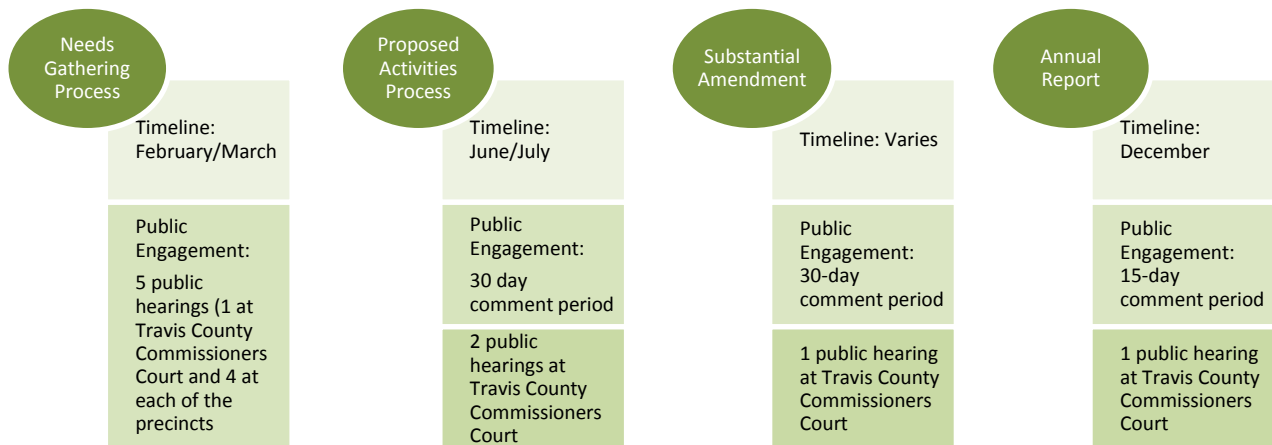 Needs
Gathering
Process
Timeline:
February/March
Public
Engagement:
5 public
hearings (1 at
Travis County
Commissioners
Court and 4 at
each of the
precincts
Proposed
Activities
Process
Timeline:
June/July
Public
Engagement:
30 day
comment period
2 public
hearings at
Travis County
Commissioners
Court
Substantial
Amendment
Timeline: Varies
Public
Engagement:
30-day
comment period
1 public hearing
at Travis County
Commissioners
Court
Annual
Report
Timeline:
December
Public
Engagement:
15-day
comment period
1 public hearing
at Travis County
Commissioners
Court